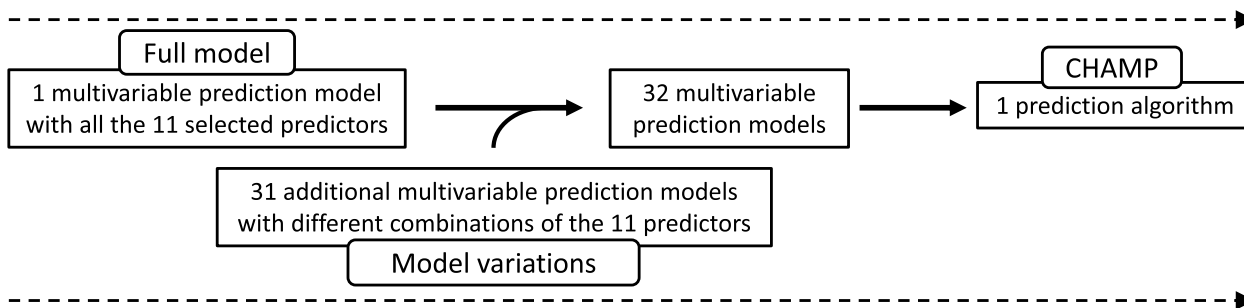 Full model
1 multivariable prediction model
with all the 11 selected predictors
32 multivariable
prediction models
CHAMP
1 prediction algorithm
31 additional multivariable prediction models
with different combinations of the 11 predictors
Model variations